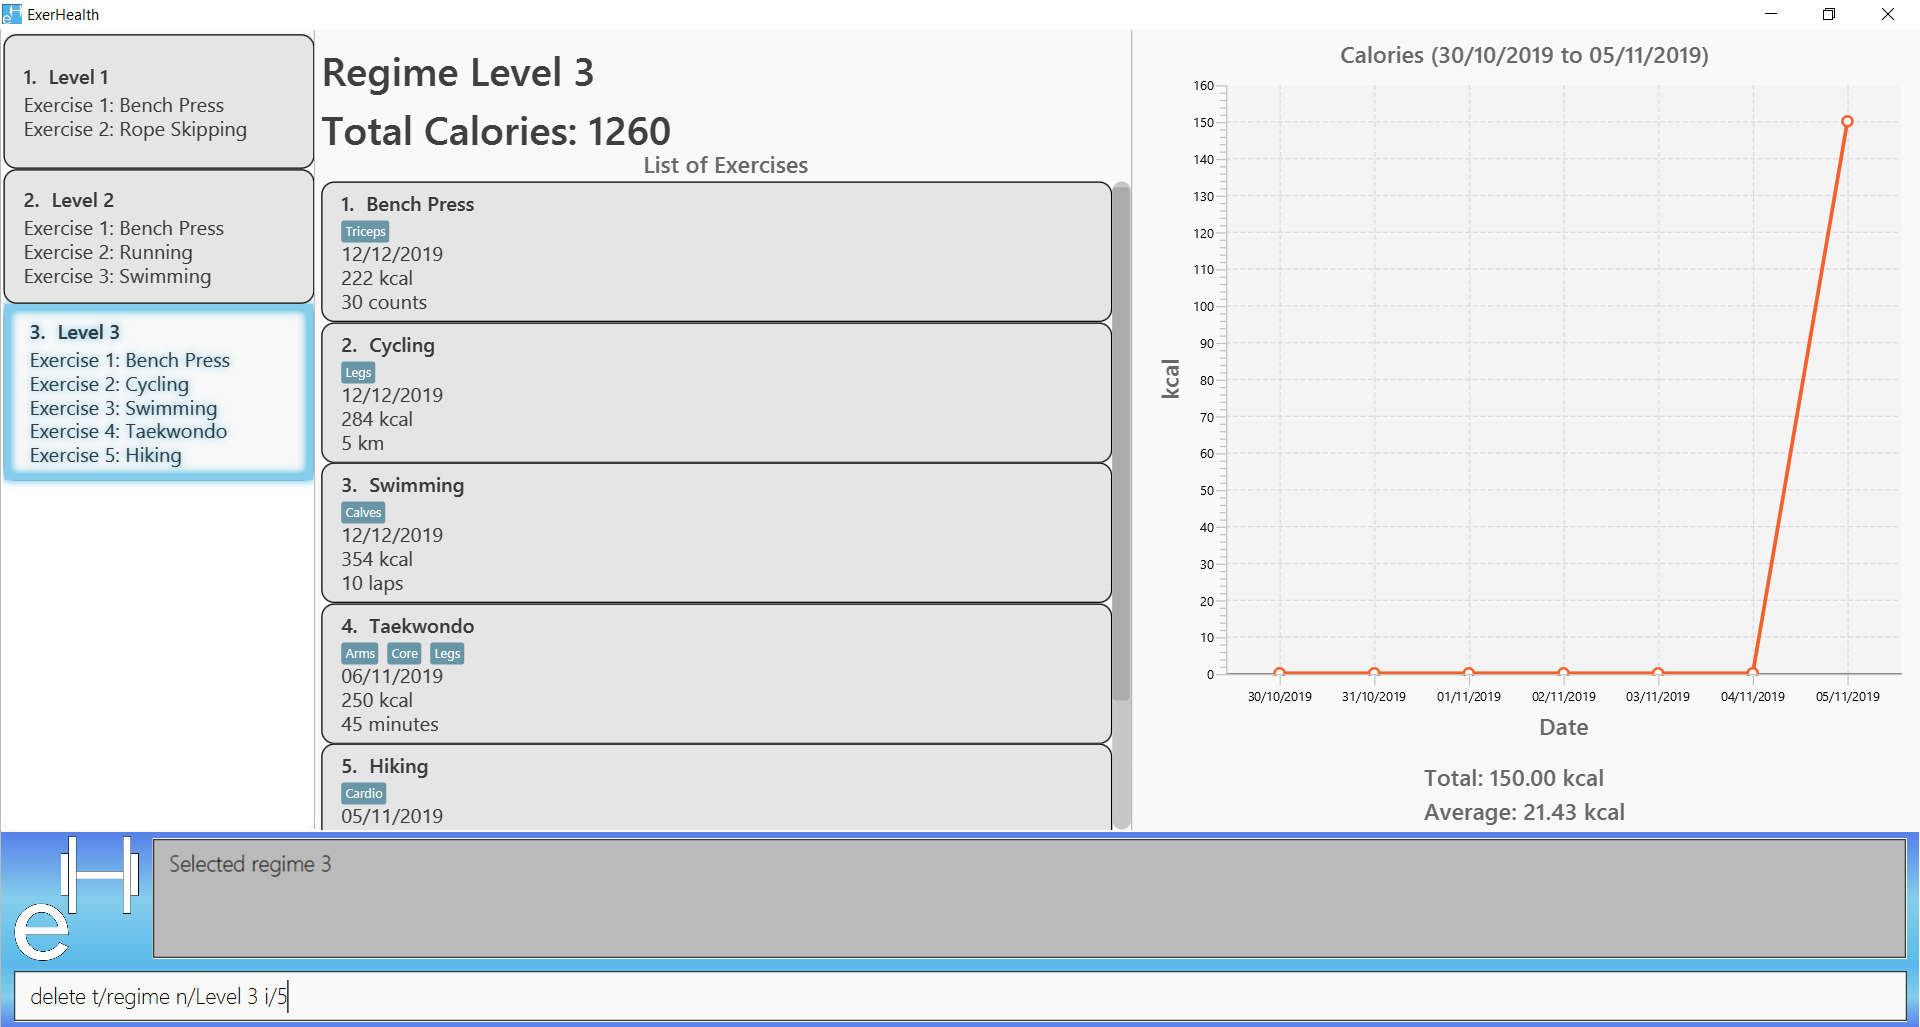 ExerHealth
1. Level 1
Exercise 1: Bench Press
Exercise 2: Rope Skipping
2. Level 2
Exercise 1: Bench Press
Exercise 2: Running
Exercise 3: Swimming
3. Level 3
Exercise 1: Bench Press
Exercise 2: Cycling
Exercise 3: Swimming
Exercise 4: Taekwondo
Exercise 5: Hiking
Regime Level 3
Total Calories: 1260
List of Exercises
1. Bench Press
Triceps
12/12/2019
222 kcal
30 counts
2. Cycling
Legs
12/12/2019
284 kcal
5 km
3. Swimming
Calves
12/12/2019
354 kcal
10 laps
4. Taekwondo
Arms Core Legs
06/11/2019
250 kcal
45 minutes
5. Hiking
Cardio
05/11/2019
Calories (30/10/2019 to 05/11/2019)
160
150
140
130
120
110
100
90
80
70
60
50
40
30
20
10
0
kcal
30/10/2019 31/10/2019 01/11/2019 02/11/2019 03/11/2019 04/11/2019 05/11/2019
Date
Total: 150.00 kcal
Average: 21.43 kcal
eH
Selected regime 3
delete t/regime n/Level 3 i/5